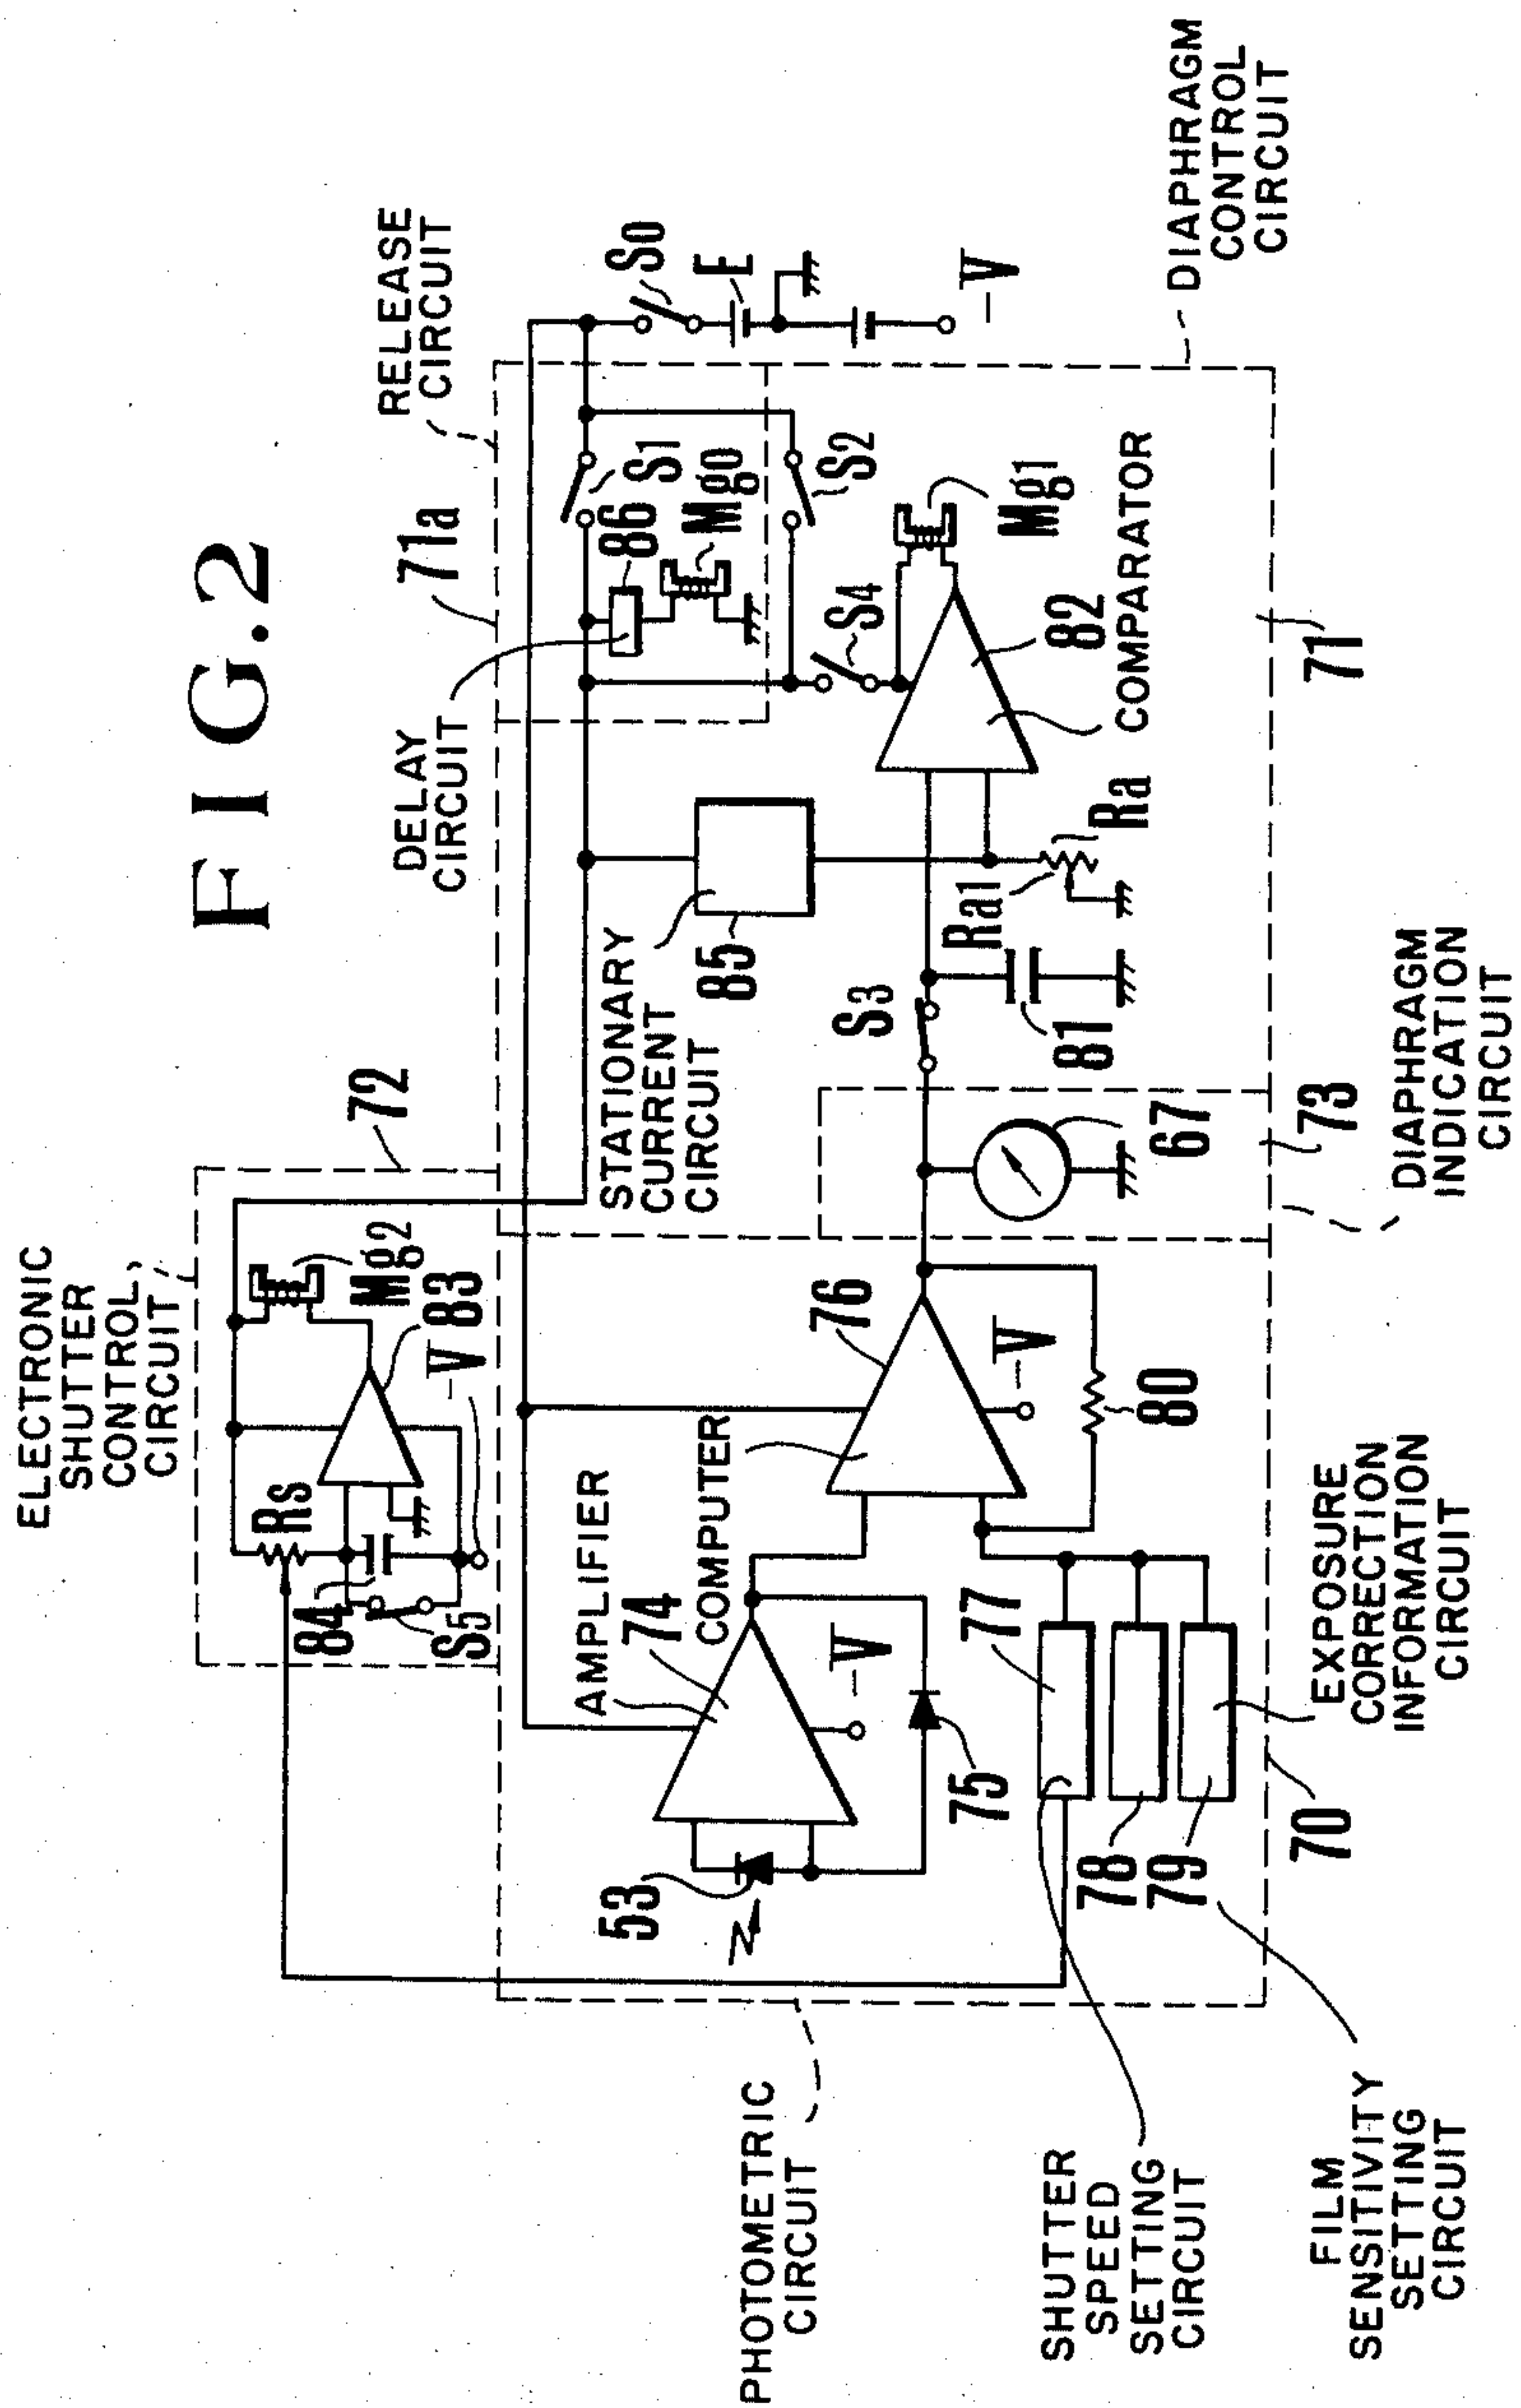 FIG.2
ELECTRONIC
SHUTTER
CONTROL
CIRCUIT
72
Rs
Mg2
83
-V
84
S5
71a
RELEASE
CIRCUIT
DELAY
CIRCUIT
S1
86
Mg0
S0
E
-V
S2
S4
Mg1
82
COMPARATOR
71
DIAPHRAGM
CONTROL
CIRCUIT
STATIONARY
CURRENT
CIRCUIT
85
Ra
Ra1
S3
81
67
73
DIAPHRAGM
INDICATION
CIRCUIT
AMPLIFIER
74
COMPUTER
76
-V
80
-V
53
75
77
78
79
70
EXPOSURE
CORRECTION
INFORMATION
CIRCUIT
PHOTOMETRIC
CIRCUIT
SHUTTER
SPEED
SETTING
CIRCUIT
FILM
SENSITIVITY
SETTING
CIRCUIT